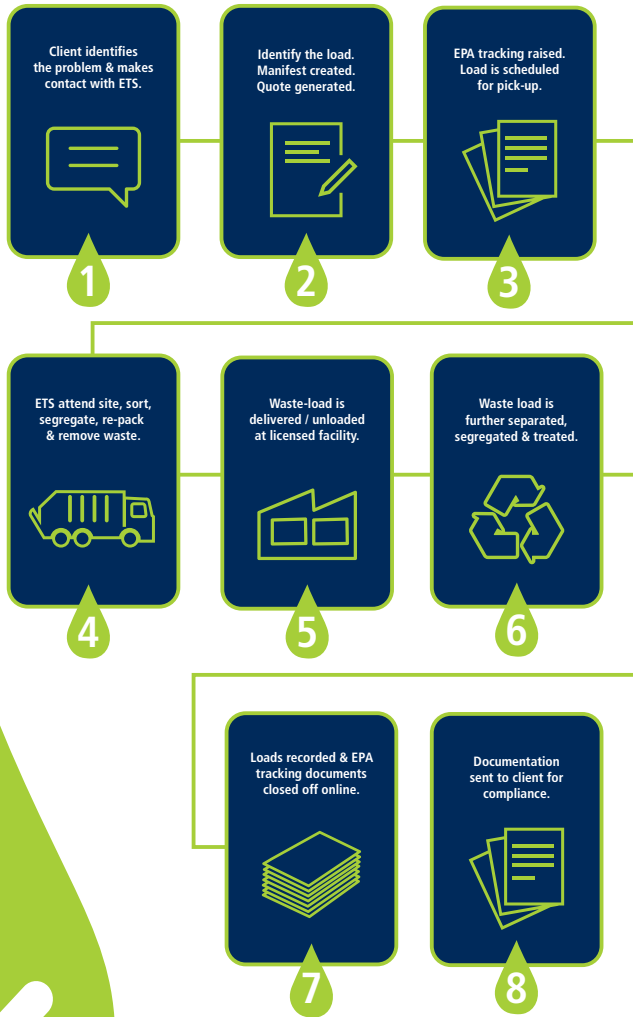 Client identifies
the problem & makes
contact with ETS.
1
Identify the load.
Manifest created.
Quote generated.
2
EPA tracking raised.
Load is scheduled
for pick-up.
3
ETS attend site, sort,
segregate, re-pack
& remove waste.
4
Waste-load is
delivered / unloaded
at licensed facility.
5
Waste load is
further separated,
segregated & treated.
6
Loads recorded & EPA
tracking documents
closed off online.
7
Documentation
sent to client for
compliance.
8